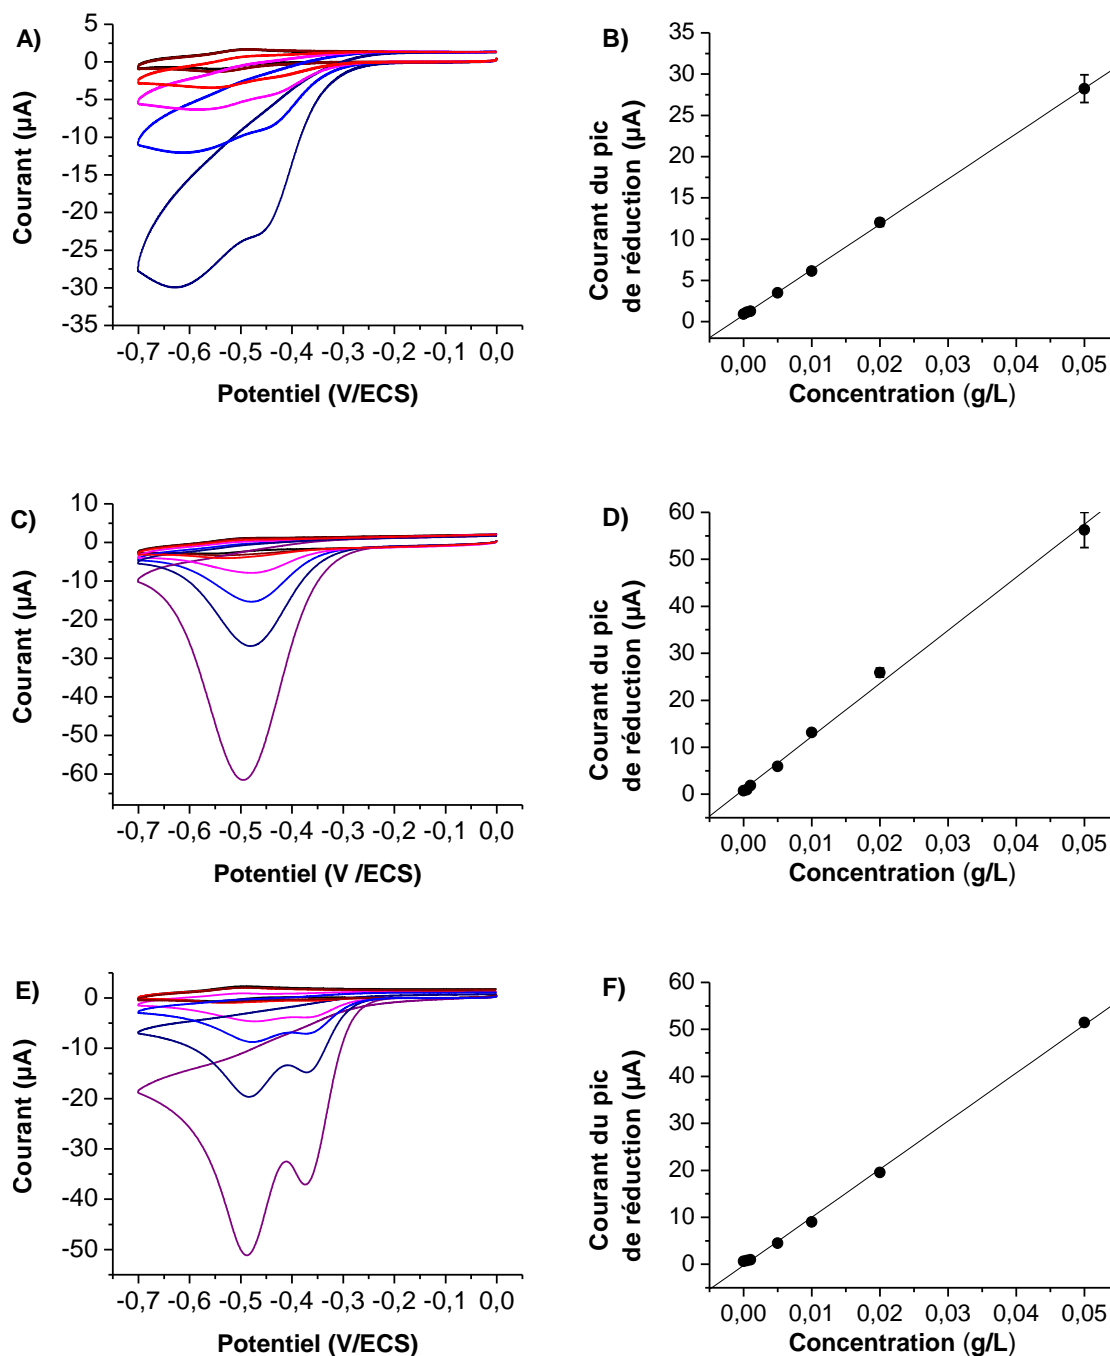 A)
5
0
-5
-10
-15
-20
-25
-30
-35
Courant (µA)
-0,7 -0,6 -0,5 -0,4 -0,3 -0,2 -0,1 0,0
Potentiel (V/ECS)
B)
35
30
25
20
15
10
5
0
Courant du pic
de réduction (µA)
0,00 0,01 0,02 0,03 0,04 0,05
Concentration (g/L)
C)
10
0
-10
-20
-30
-40
-50
-60
Courant (µA)
-0,7 -0,6 -0,5 -0,4 -0,3 -0,2 -0,1 0,0
Potentiel (V /ECS)
D)
60
50
40
30
20
10
0
Courant du pic
de réduction (µA)
0,00 0,01 0,02 0,03 0,04 0,05
Concentration (g/L)
E)
0
-10
-20
-30
-40
-50
Courant (µA)
-0,7 -0,6 -0,5 -0,4 -0,3 -0,2 -0,1 0,0
Potentiel (V/ECS)
F)
60
50
40
30
20
10
0
Courant du pic
de réduction (µA)
0,00 0,01 0,02 0,03 0,04 0,05
Concentration (g/L)